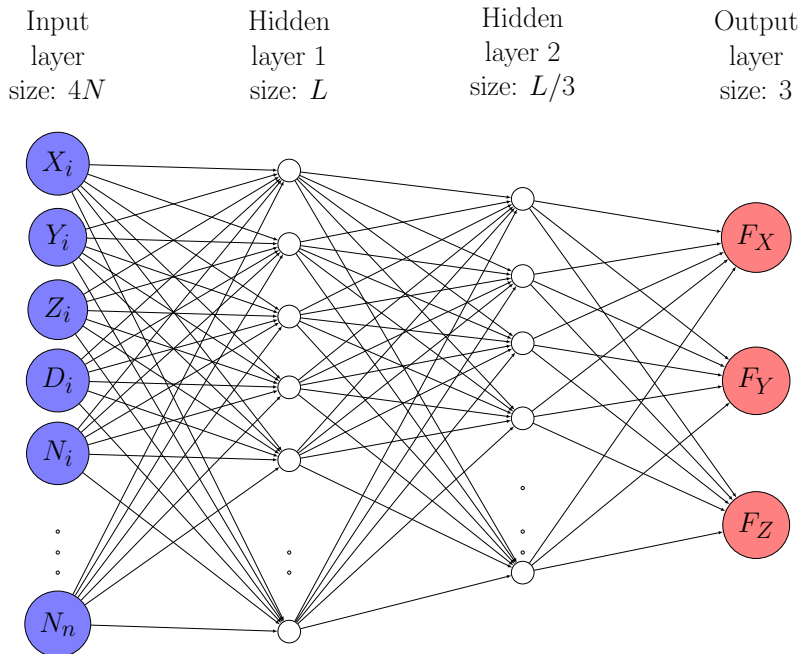 Input
layer
size: 4N
Hidden
layer 1
size: L
Hidden
layer 2
size: L/3
Output
layer
size: 3
X_i
Y_i
Z_i
D_i
N_i
N_n
F_X
F_Y
F_Z